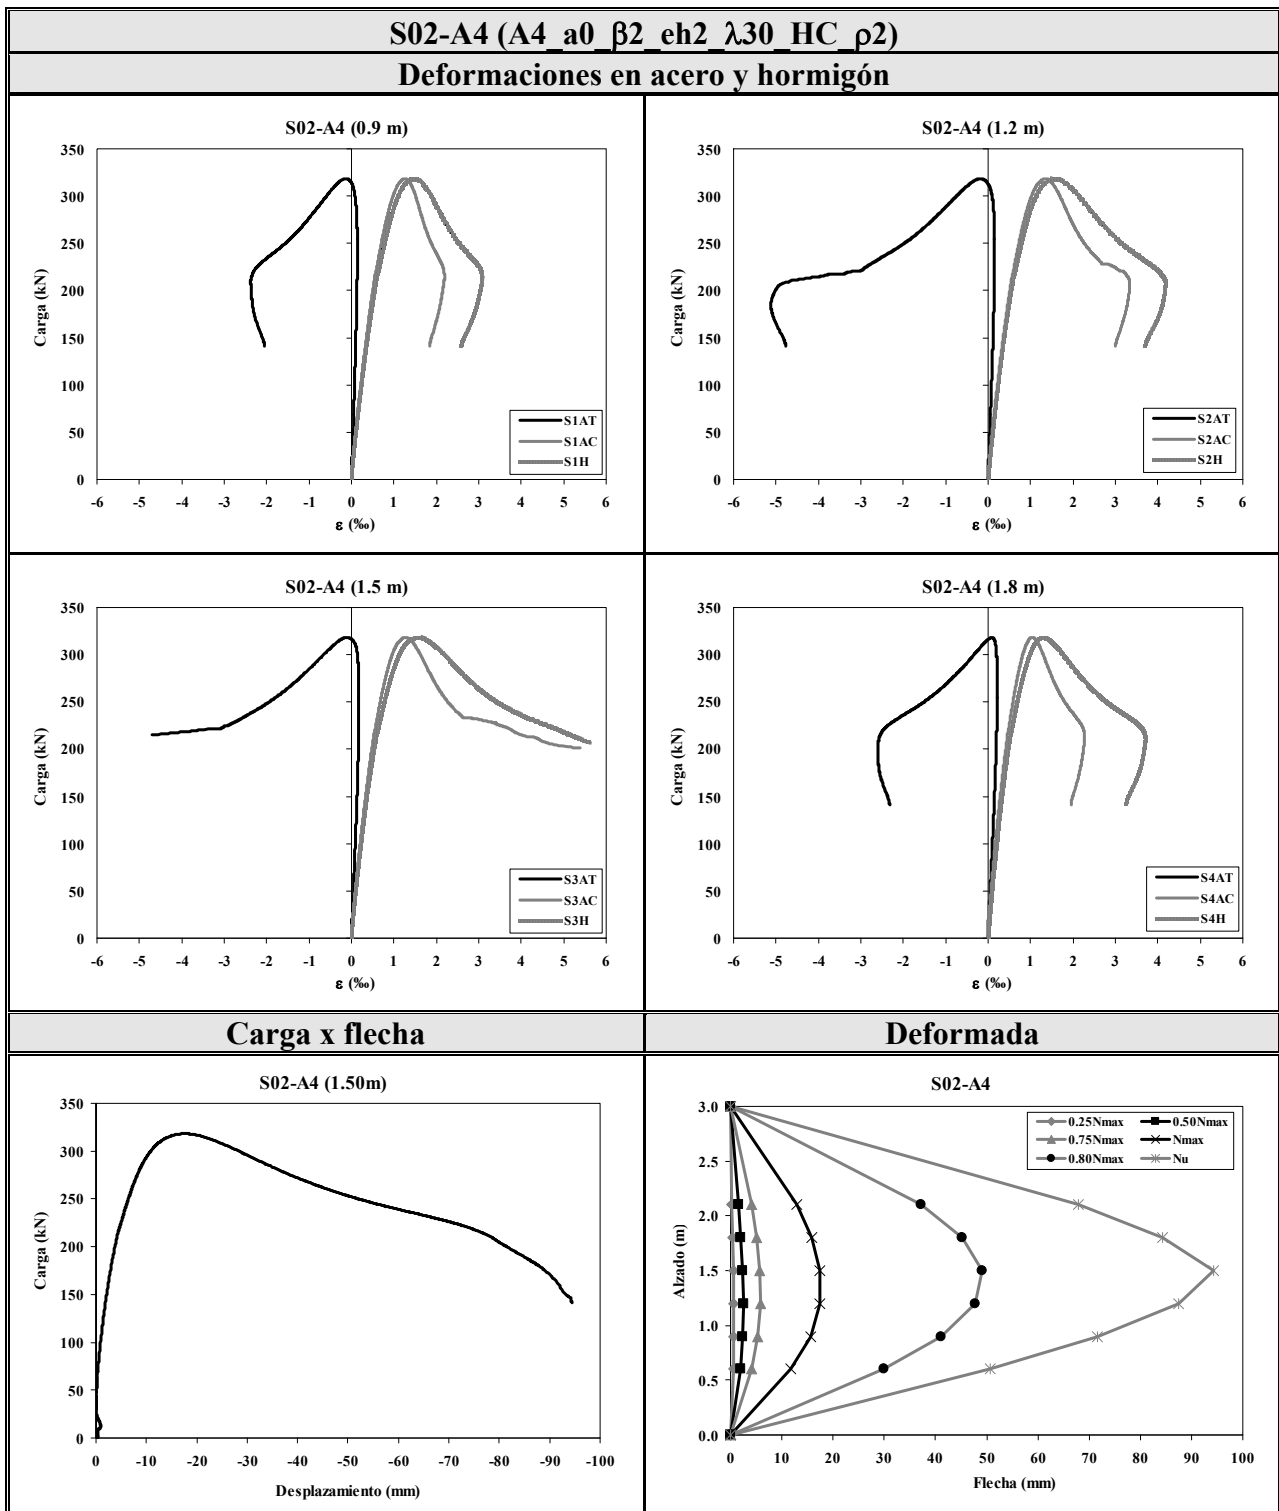 S02-A4 (A4_a0_β2_eh2_λ30_HC_ρ2)
Deformaciones en acero y hormigón
S02-A4 (0.9 m)
350
300
250
200
150
100
50
0
Carga (kN)
-6 -5 -4 -3 -2 -1 0 1 2 3 4 5 6
ε (‰)
S1AT
S1AC
S1H
S02-A4 (1.2 m)
350
300
250
200
150
100
50
0
Carga (kN)
-6 -5 -4 -3 -2 -1 0 1 2 3 4 5 6
ε (‰)
S2AT
S2AC
S2H
S02-A4 (1.5 m)
350
300
250
200
150
100
50
0
Carga (kN)
-6 -5 -4 -3 -2 -1 0 1 2 3 4 5 6
ε (‰)
S3AT
S3AC
S3H
S02-A4 (1.8 m)
350
300
250
200
150
100
50
0
Carga (kN)
-6 -5 -4 -3 -2 -1 0 1 2 3 4 5 6
ε (‰)
S4AT
S4AC
S4H
Carga x flecha
Deformada
S02-A4 (1.50m)
350
300
250
200
150
100
50
0
Carga (kN)
0 -10 -20 -30 -40 -50 -60 -70 -80 -90 -100
Desplazamiento (mm)
S02-A4
3.0
2.5
2.0
1.5
1.0
0.5
0.0
Alzado (m)
0.25Nmax 0.50Nmax
0.75Nmax Nmax
0.80Nmax Nu
0 10 20 30 40 50 60 70 80 90 100
Flecha (mm)